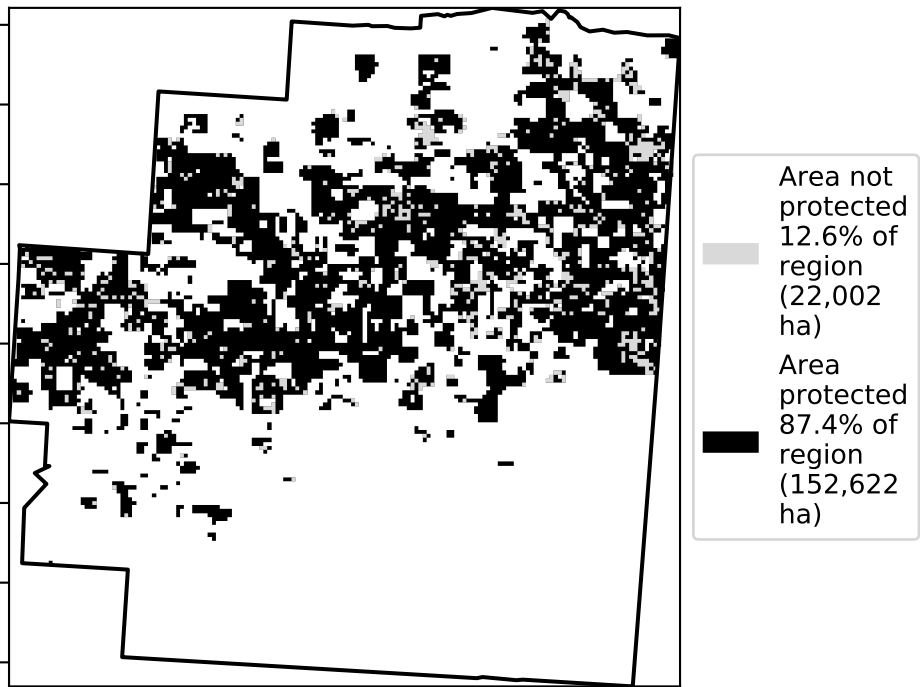 Area not
protected
12.6% of
region
(22,002
ha)
Area
protected
87.4% of
region
(152,622
ha)